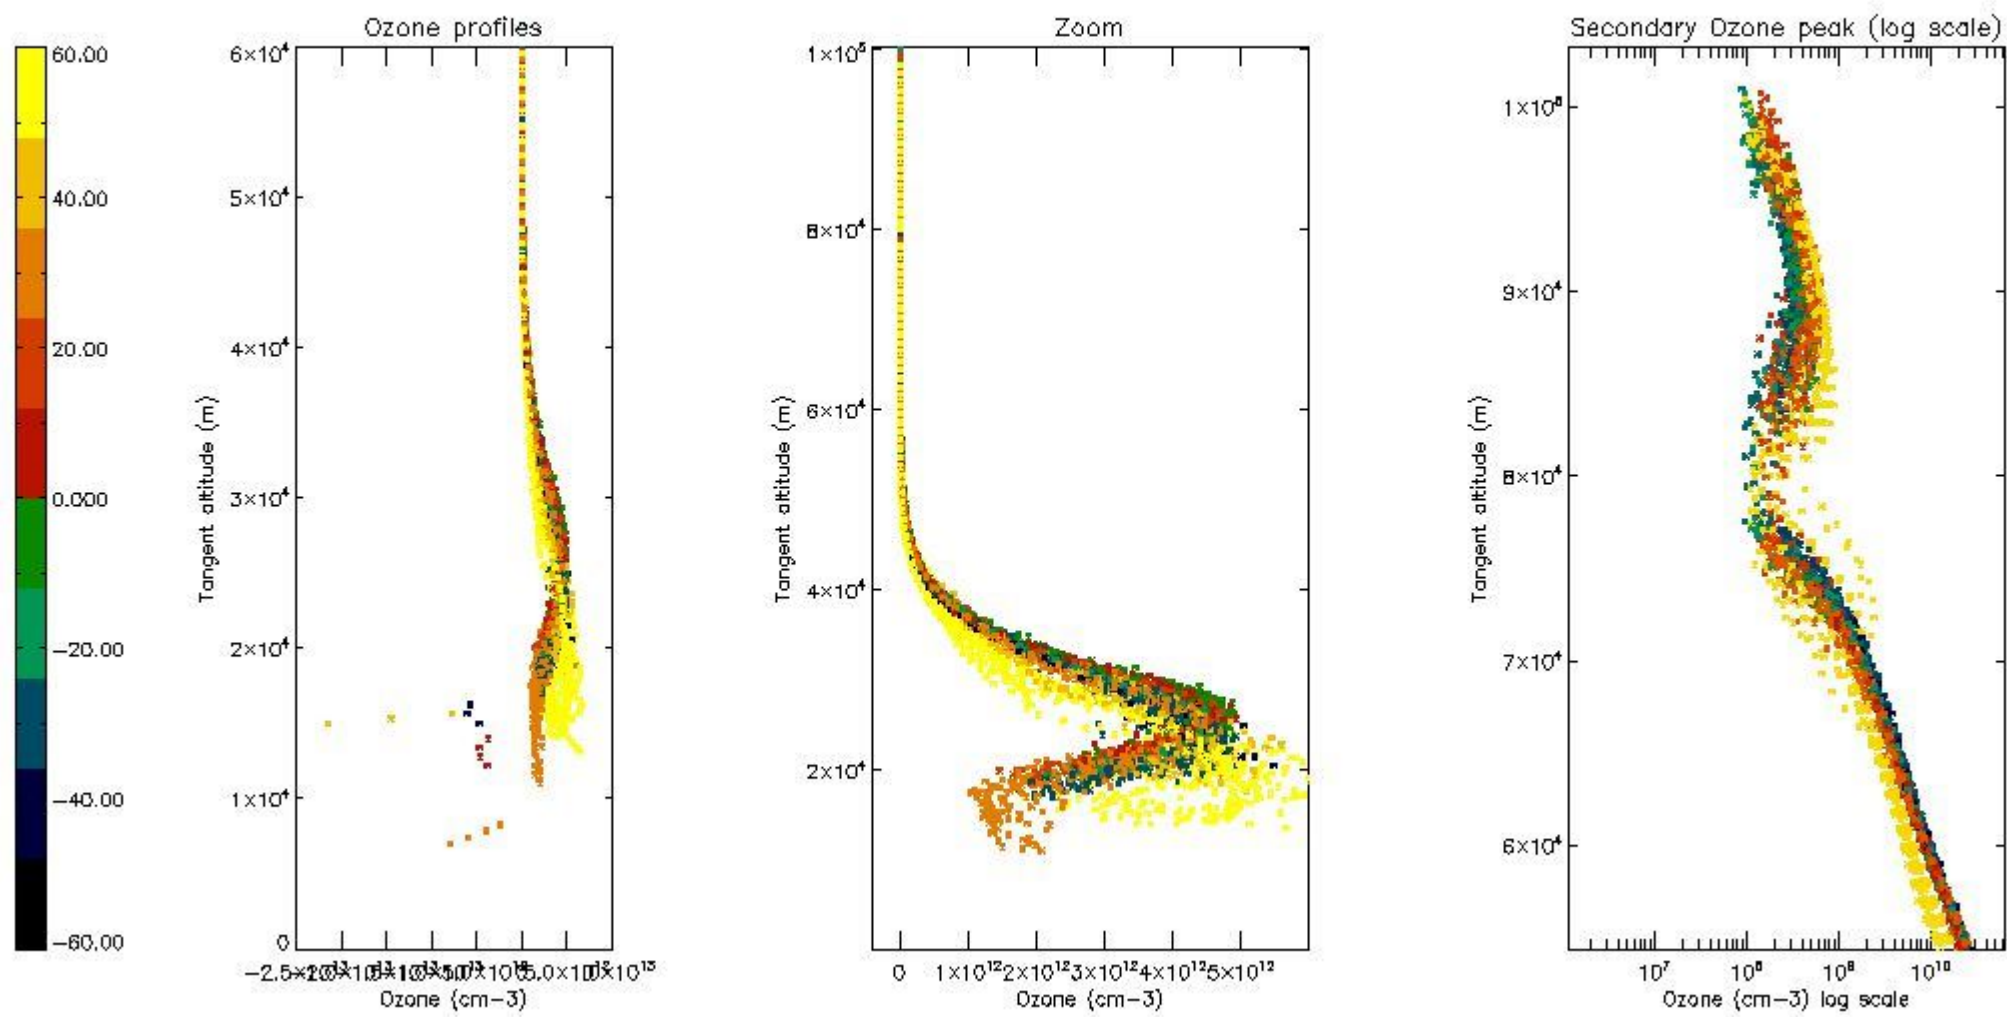 Ozone profiles
Zoom
Secondary Ozone peak (log scale)
60.00
40.00
20.00
0.000
−20.00
−40.00
−60.00
6×10⁴
5×10⁴
4×10⁴
3×10⁴
2×10⁴
1×10⁴
0
Tangent altitude (m)
Ozone (cm−3)
1×10⁵
8×10⁴
6×10⁴
4×10⁴
2×10⁴
Tangent altitude (m)
0 1×10¹² 2×10¹² 3×10¹² 4×10¹² 5×10¹²
Ozone (cm−3)
9×10⁴
8×10⁴
7×10⁴
6×10⁴
Tangent altitude (m)
10⁷ 10⁸ 10⁹ 10¹⁰
Ozone (cm−3) log scale